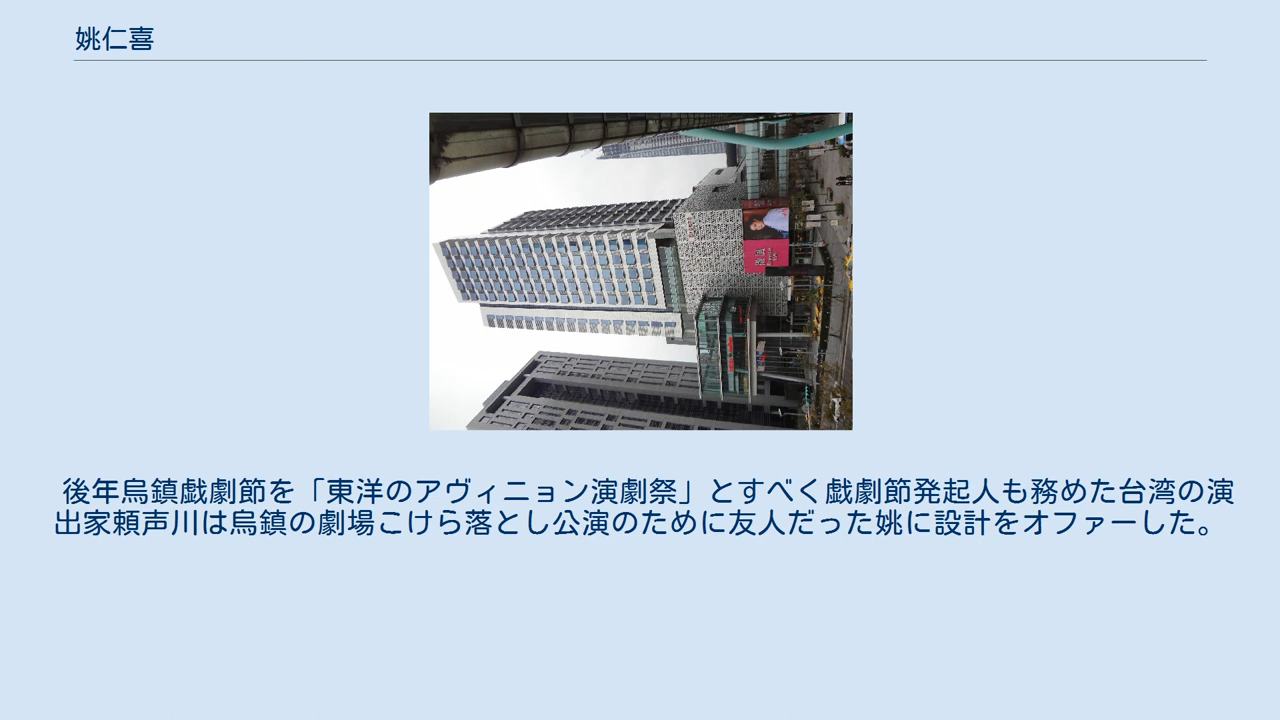 姚仁喜
後年烏鎮戯劇節を「東洋のアヴィニョン演劇祭」とすべく戯劇節発起人も務めた台湾の演
出家頼声川は烏鎮の劇場こけら落とし公演のために友人だった姚に設計をオファーした。